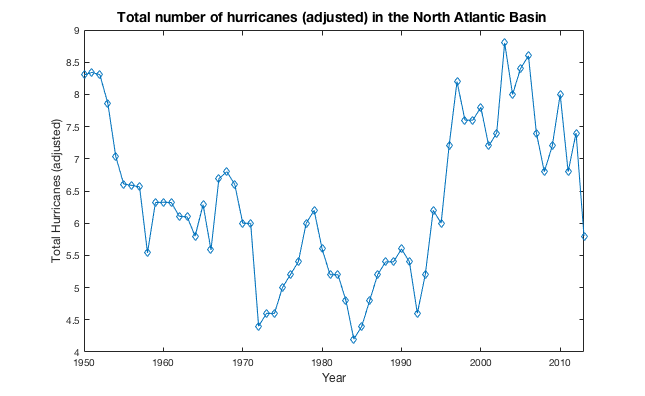 Total number of hurricanes (adjusted) in the North Atlantic Basin
9
8.5
8
7.5
7
6.5
6
5.5
5
4.5
4
Total Hurricanes (adjusted)
1950 1960 1970 1980 1990 2000 2010
Year